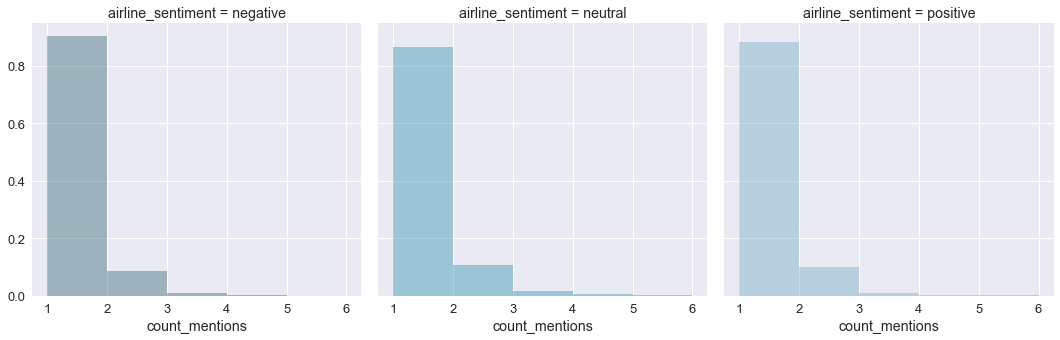 airline_sentiment = negative
airline_sentiment = neutral
airline_sentiment = positive
0.8
0.6
0.4
0.2
0.0
1 2 3 4 5 6
1 2 3 4 5 6
1 2 3 4 5 6
count_mentions
count_mentions
count_mentions